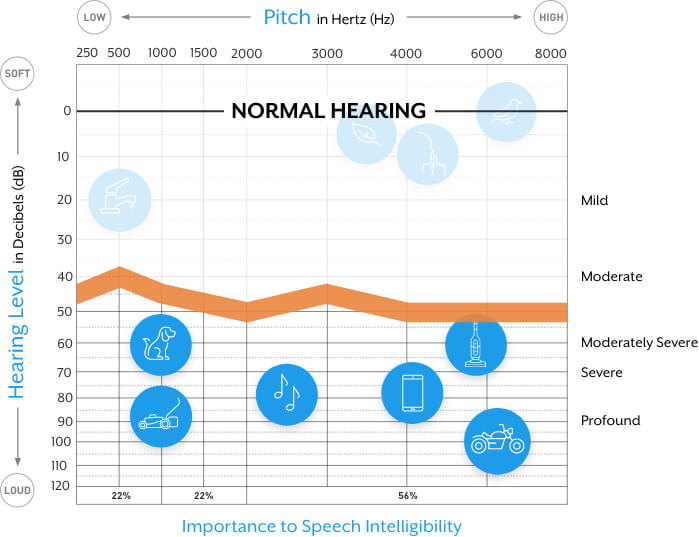 LOW
Pitch in Hertz (Hz)
HIGH
250 500 1000 1500 2000 3000 4000 6000 8000
SOFT
Hearing Level in Decibels (dB)
LOUD
0
NORMAL HEARING
10
20
Mild
30
40
Moderate
50
60
Moderately Severe
70
Severe
80
90
Profound
100
110
120
22% 22% 56%
Importance to Speech Intelligibility